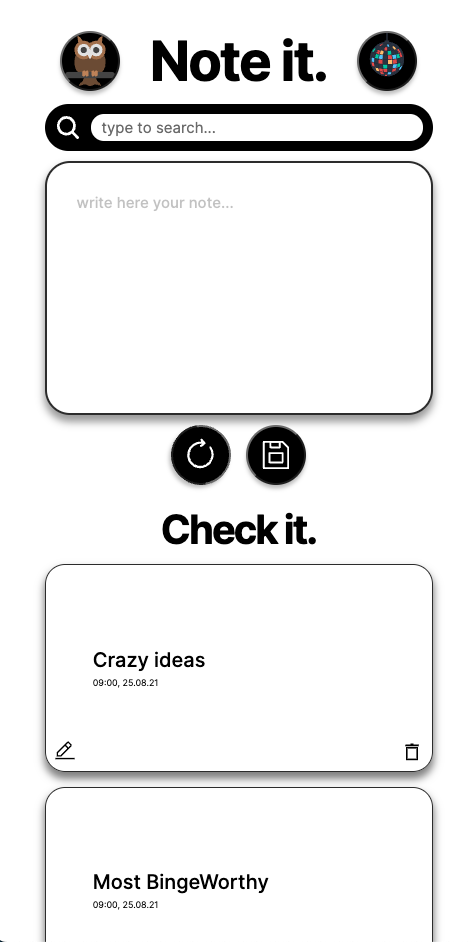 Note it.
type to search...
write here your note...
Check it.
Crazy ideas
09:00, 25.08.21
Most BingeWorthy
09:00, 25.08.21